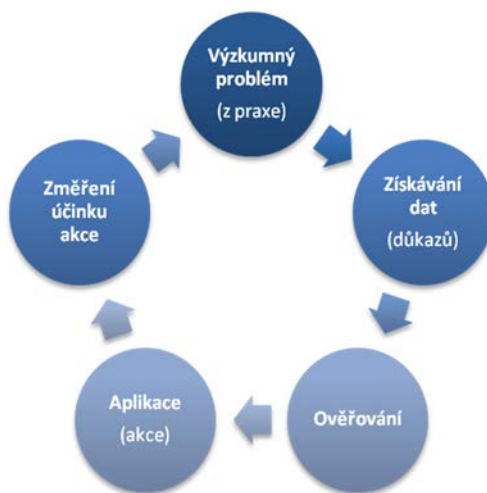 Výzkumný
problém
(z praxe)
Získávání
dat
(důkazů)
Ověřování
Aplikace
(akce)
Změření
účinku
akce